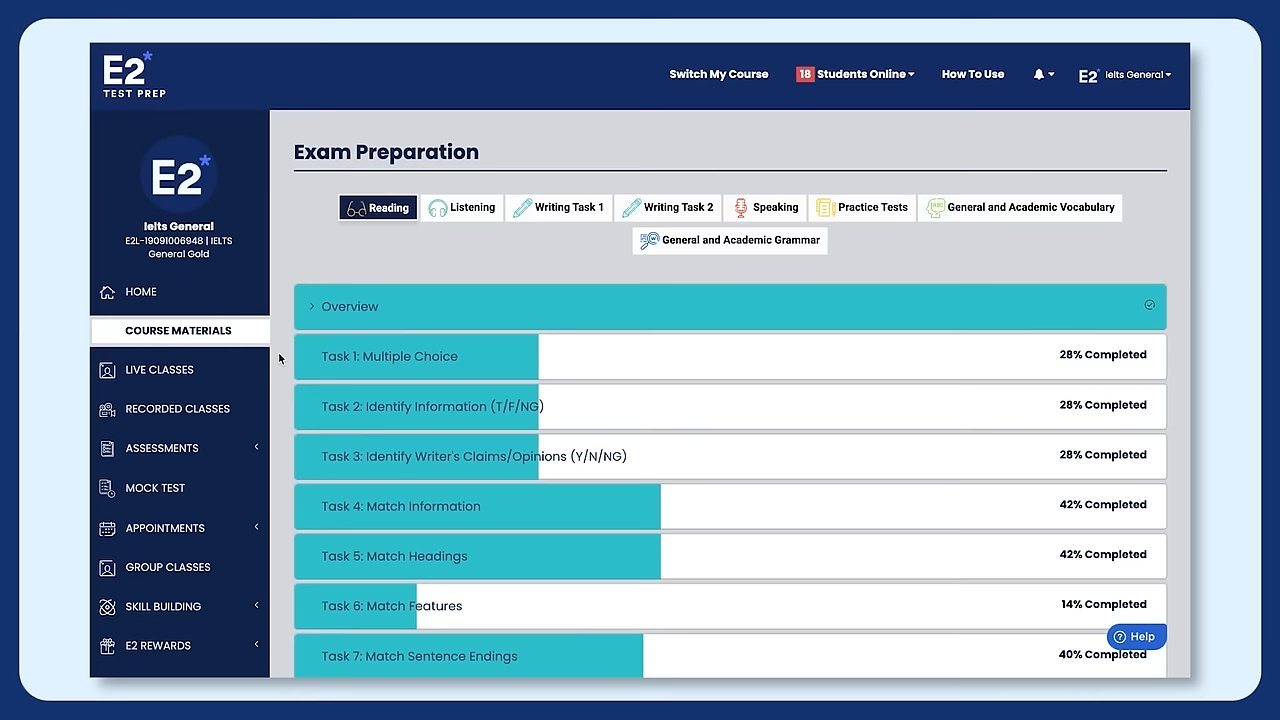 E2*
TEST PREP
Switch My Course
18 Students Online
How To Use
E2* Ielts General
E2*
Ielts General
E2L-19091006948 | IELTS
General Gold
HOME
COURSE MATERIALS
LIVE CLASSES
RECORDED CLASSES
ASSESSMENTS
MOCK TEST
APPOINTMENTS
GROUP CLASSES
SKILL BUILDING
E2 REWARDS
Exam Preparation
Reading
Listening
Writing Task 1
Writing Task 2
Speaking
Practice Tests
General and Academic Vocabulary
General and Academic Grammar
Overview
Task 1: Multiple Choice 28% Completed
Task 2: Identify Information (T/F/NG) 28% Completed
Task 3: Identify Writer's Claims/Opinions (Y/N/NG) 28% Completed
Task 4: Match Information 42% Completed
Task 5: Match Headings 42% Completed
Task 6: Match Features 14% Completed
Task 7: Match Sentence Endings 40% Completed
Help